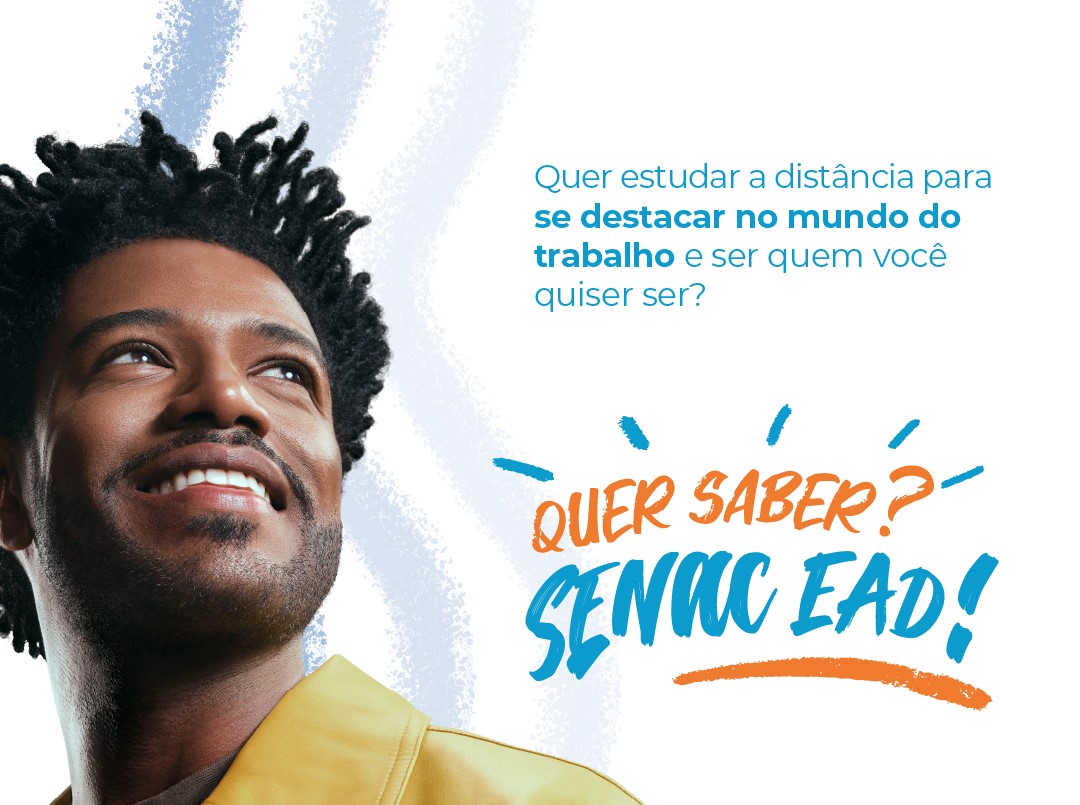 Quer estudar a distância para
se destacar no mundo do
trabalho e ser quem você
quiser ser?
QUER SABER?
SENAC EAD!